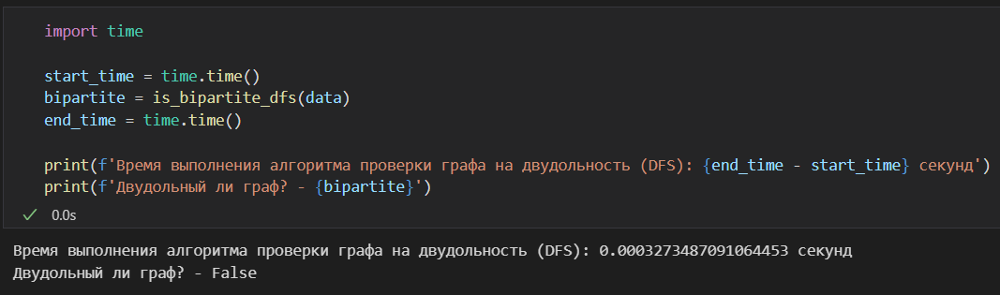 import time
start_time = time.time()
bipartite = is_bipartite_dfs(data)
end_time = time.time()
print(f'Время выполнения алгоритма проверки графа на двудольность (DFS): {end_time - start_time} секунд')
print(f'Двудольный ли граф? - {bipartite}')
0.0s
Время выполнения алгоритма проверки графа на двудольность (DFS): 0.0003273487091064453 секунд
Двудольный ли граф? - False